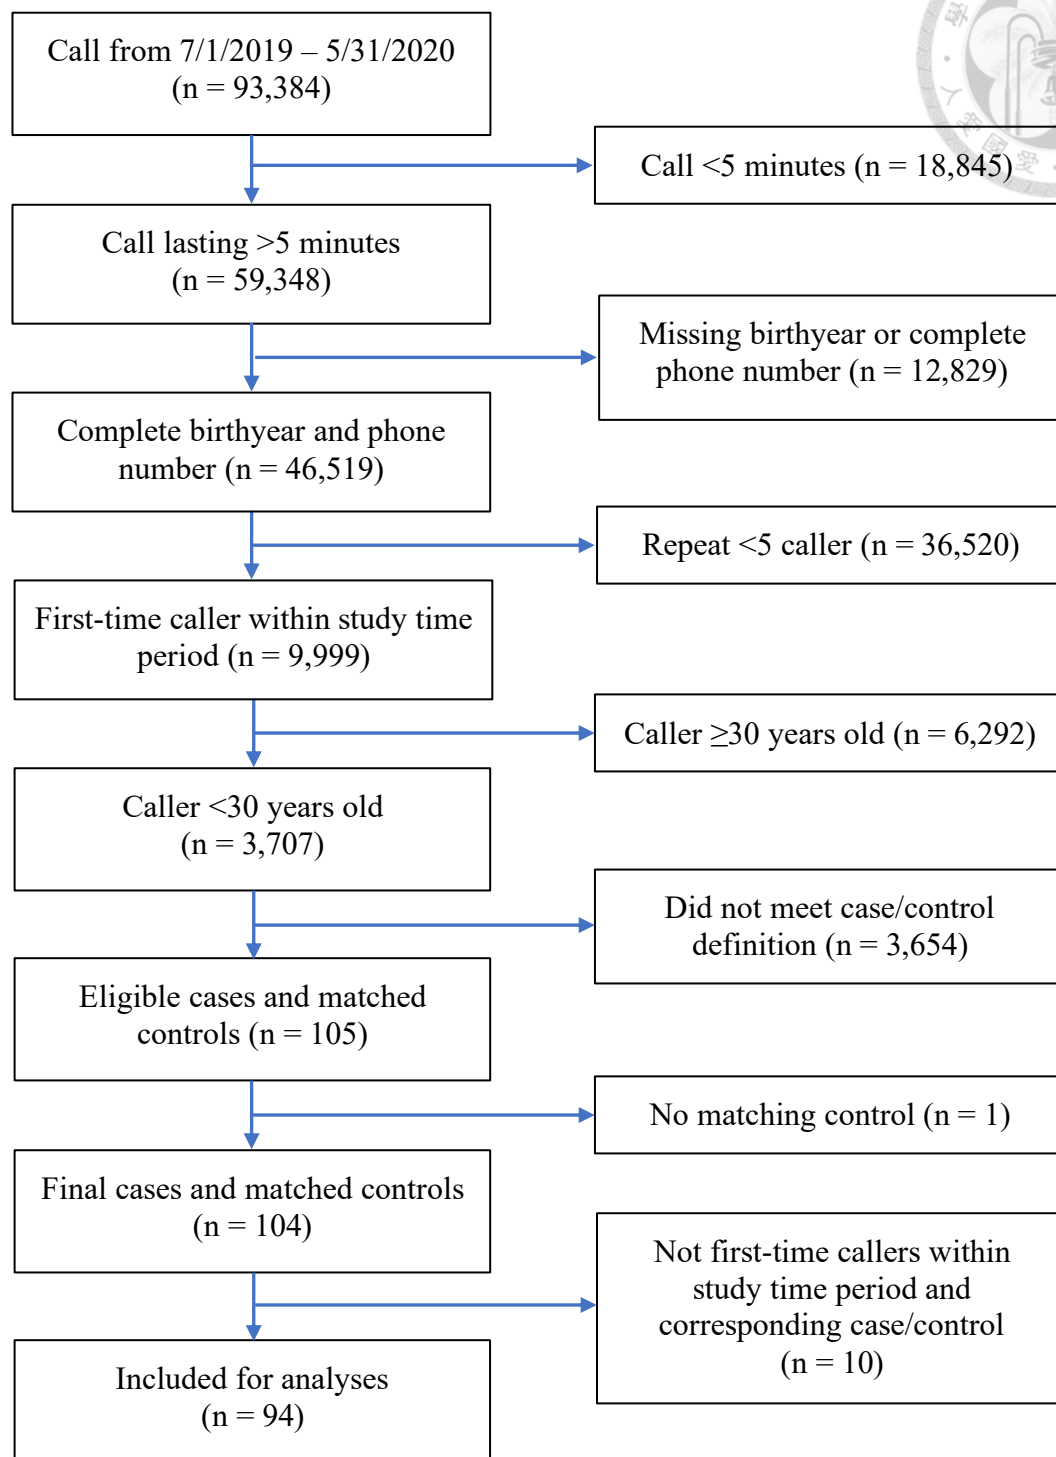 Call from 7/1/2019 – 5/31/2020
(n = 93,384)
Call <5 minutes (n = 18,845)
Call lasting >5 minutes
(n = 59,348)
Missing birthyear or complete
phone number (n = 12,829)
Complete birthyear and phone
number (n = 46,519)
Repeat <5 caller (n = 36,520)
First-time caller within study time
period (n = 9,999)
Caller ≥30 years old (n = 6,292)
Caller <30 years old
(n = 3,707)
Did not meet case/control
definition (n = 3,654)
Eligible cases and matched
controls (n = 105)
No matching control (n = 1)
Final cases and matched controls
(n = 104)
Not first-time callers within
study time period and
corresponding case/control
(n = 10)
Included for analyses
(n = 94)
學
人愛國愛